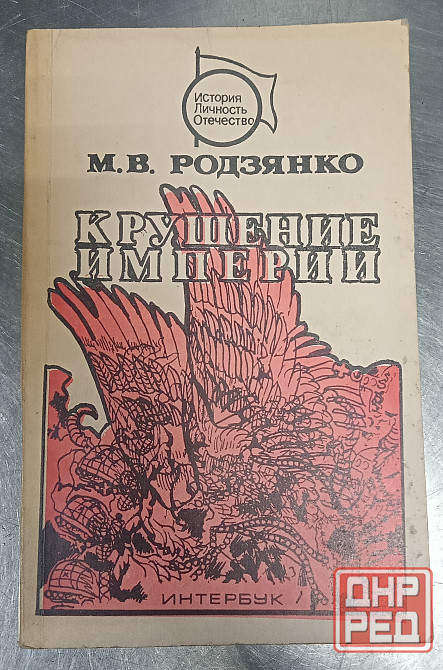 История
Личность
Отечество
М.В. РОДЗЯНКО
КРУШЕНИЕ
ИМПЕРИИ
ИНТЕРБУК
ДНР
РЕД